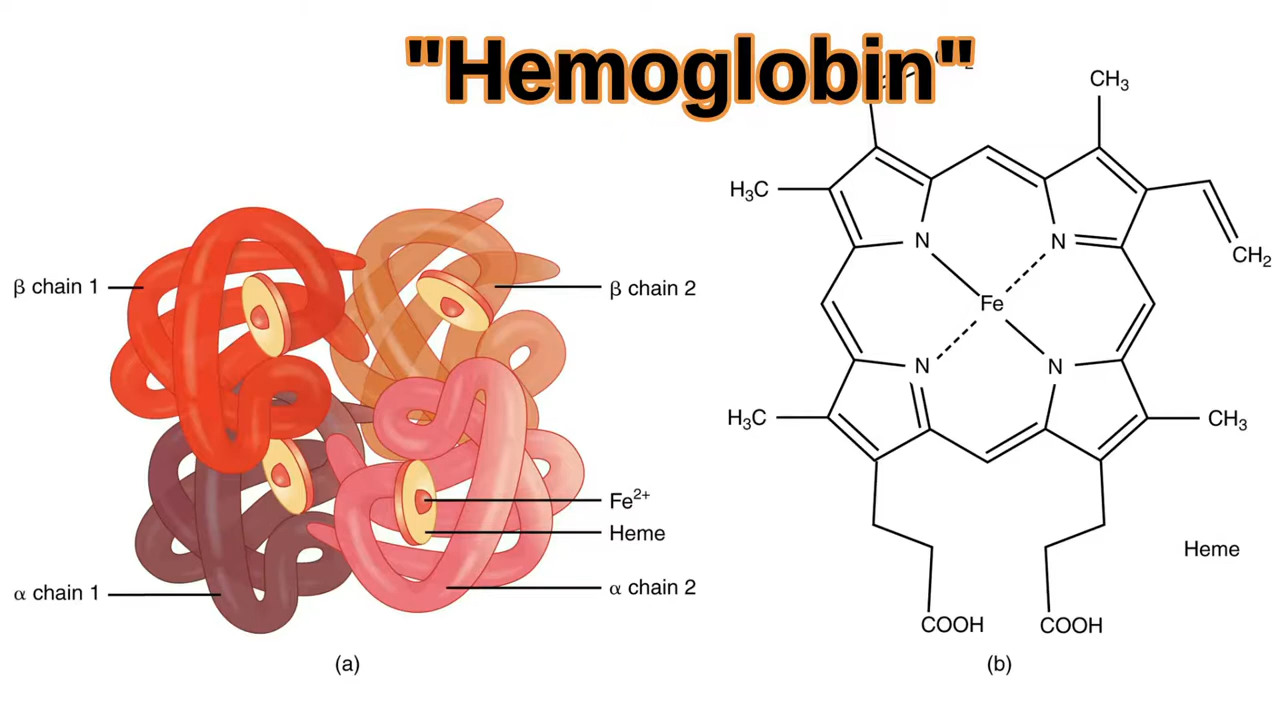 "Hemoglobin"
β chain 1
β chain 2
Fe2+
Heme
α chain 1
α chain 2
(a)
CH3
H3C
N
N
CH2
Fe
N
N
H3C
CH3
Heme
COOH
COOH
(b)